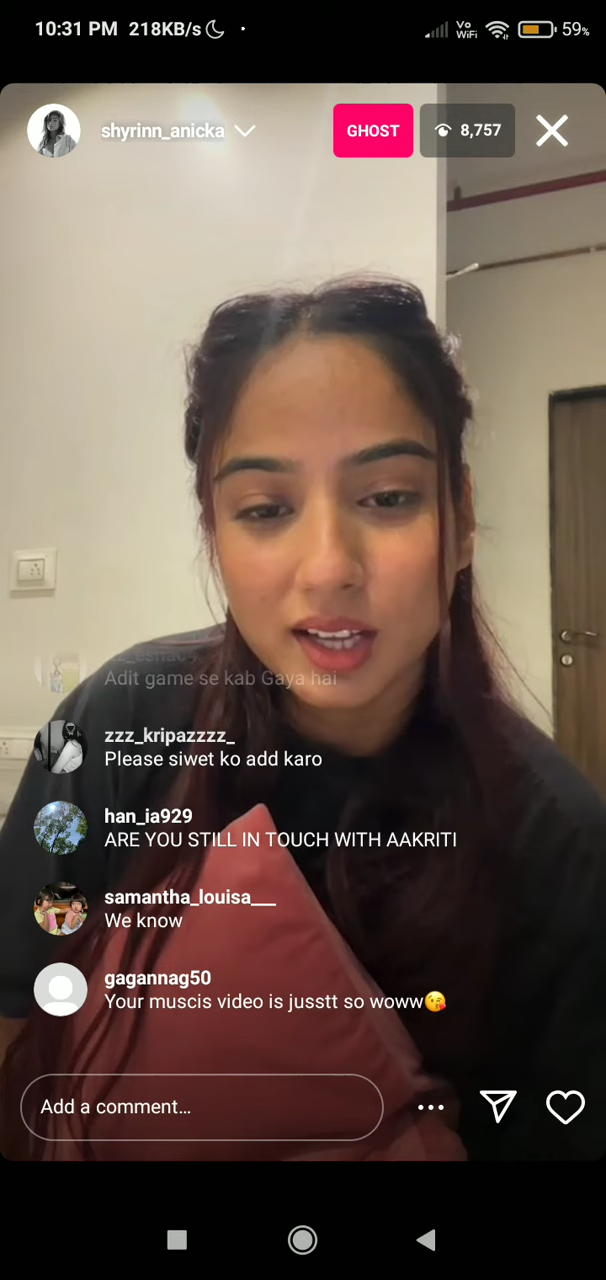 10:31 PM 218KB/s
Vo
WiFi
59%
shyrinn_anicka
GHOST
8,757
Adit game se kab Gaya hai
zzz_kripazzzz_
Please siwet ko add karo
han_ia929
ARE YOU STILL IN TOUCH WITH AAKRITI
samantha_louisa___
We know
gagannag50
Your muscis video is jusstt so woww😘
Add a comment…